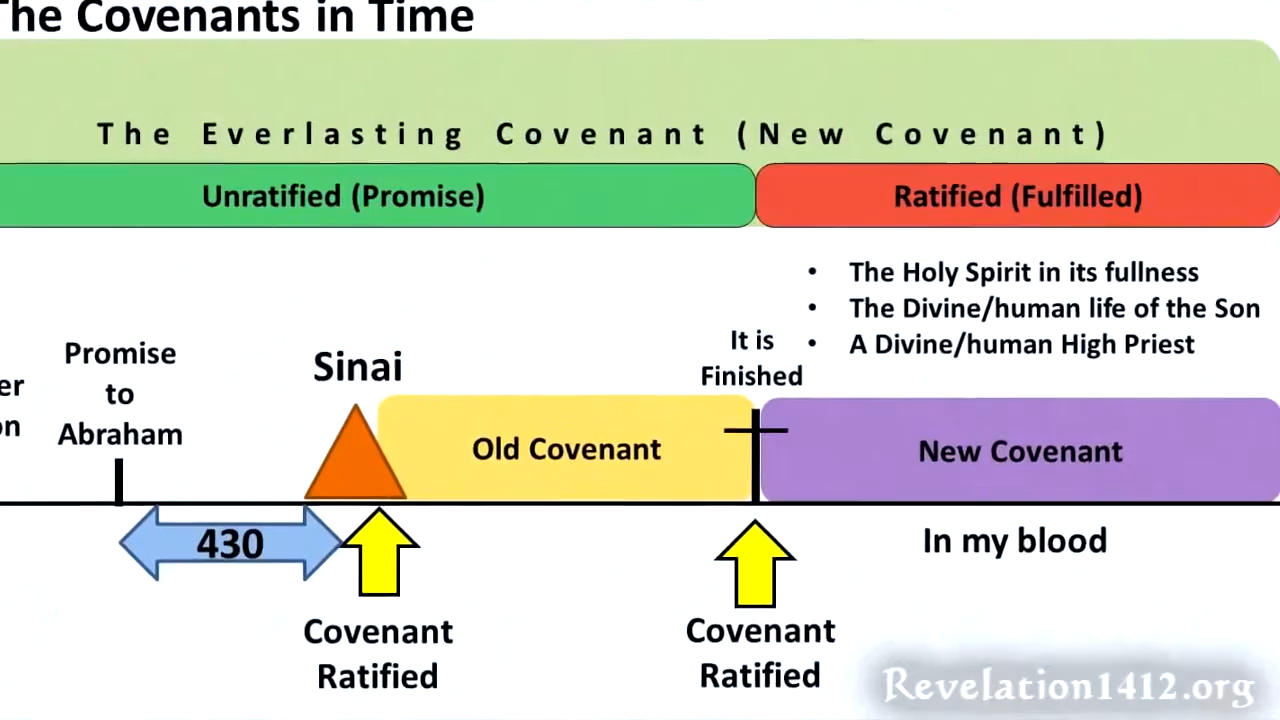 The Covenants in Time
The Everlasting Covenant (New Covenant)
Unratified (Promise)
Ratified (Fulfilled)
• The Holy Spirit in its fullness
• The Divine/human life of the Son
• A Divine/human High Priest
It is
Finished
Promise
to
Abraham
Sinai
er
on
Old Covenant
New Covenant
430
In my blood
Covenant
Ratified
Covenant
Ratified
Revelation1412.org